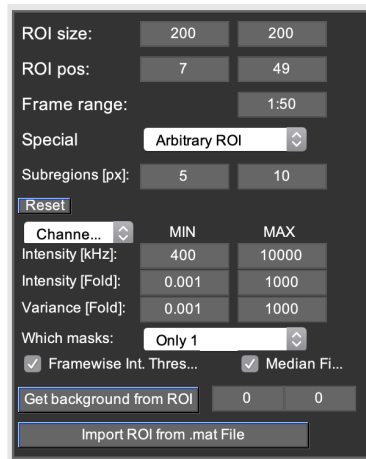 ROI size: 200 200
ROI pos: 7 49
Frame range: 1:50
Special Arbitrary ROI
Subregions [px]: 5 10
Reset
Channe... MIN MAX
Intensity [kHz]: 400 10000
Intensity [Fold]: 0.001 1000
Variance [Fold]: 0.001 1000
Which masks: Only 1
Framewise Int. Thres... Median Fi...
Get background from ROI 0 0
Import ROI from .mat File